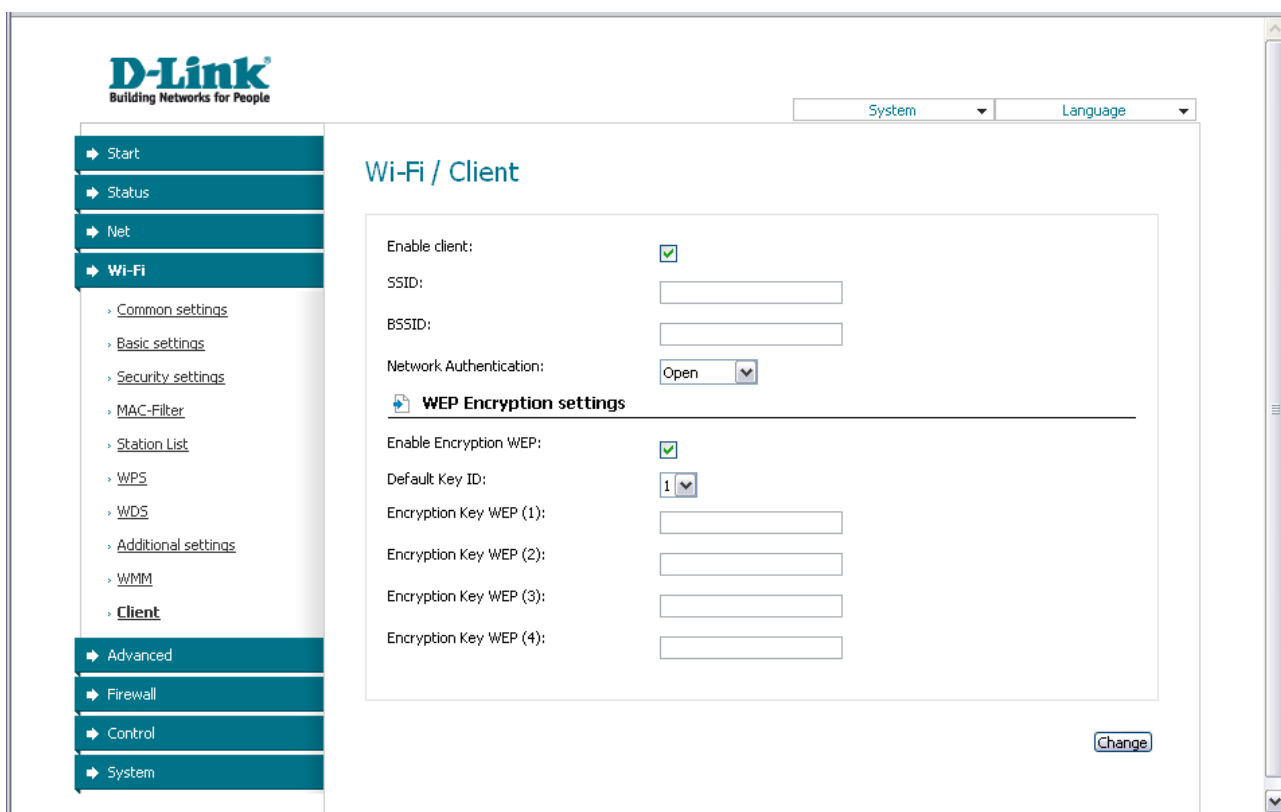 D-Link®
Building Networks for People
System
Language
Start
Status
Net
Wi-Fi
Common settings
Basic settings
Security settings
MAC-Filter
Station List
WPS
WDS
Additional settings
WMM
Client
Advanced
Firewall
Control
System
Wi-Fi / Client
Enable client:
SSID:
BSSID:
Network Authentication: Open
WEP Encryption settings
Enable Encryption WEP:
Default Key ID: 1
Encryption Key WEP (1):
Encryption Key WEP (2):
Encryption Key WEP (3):
Encryption Key WEP (4):
Change